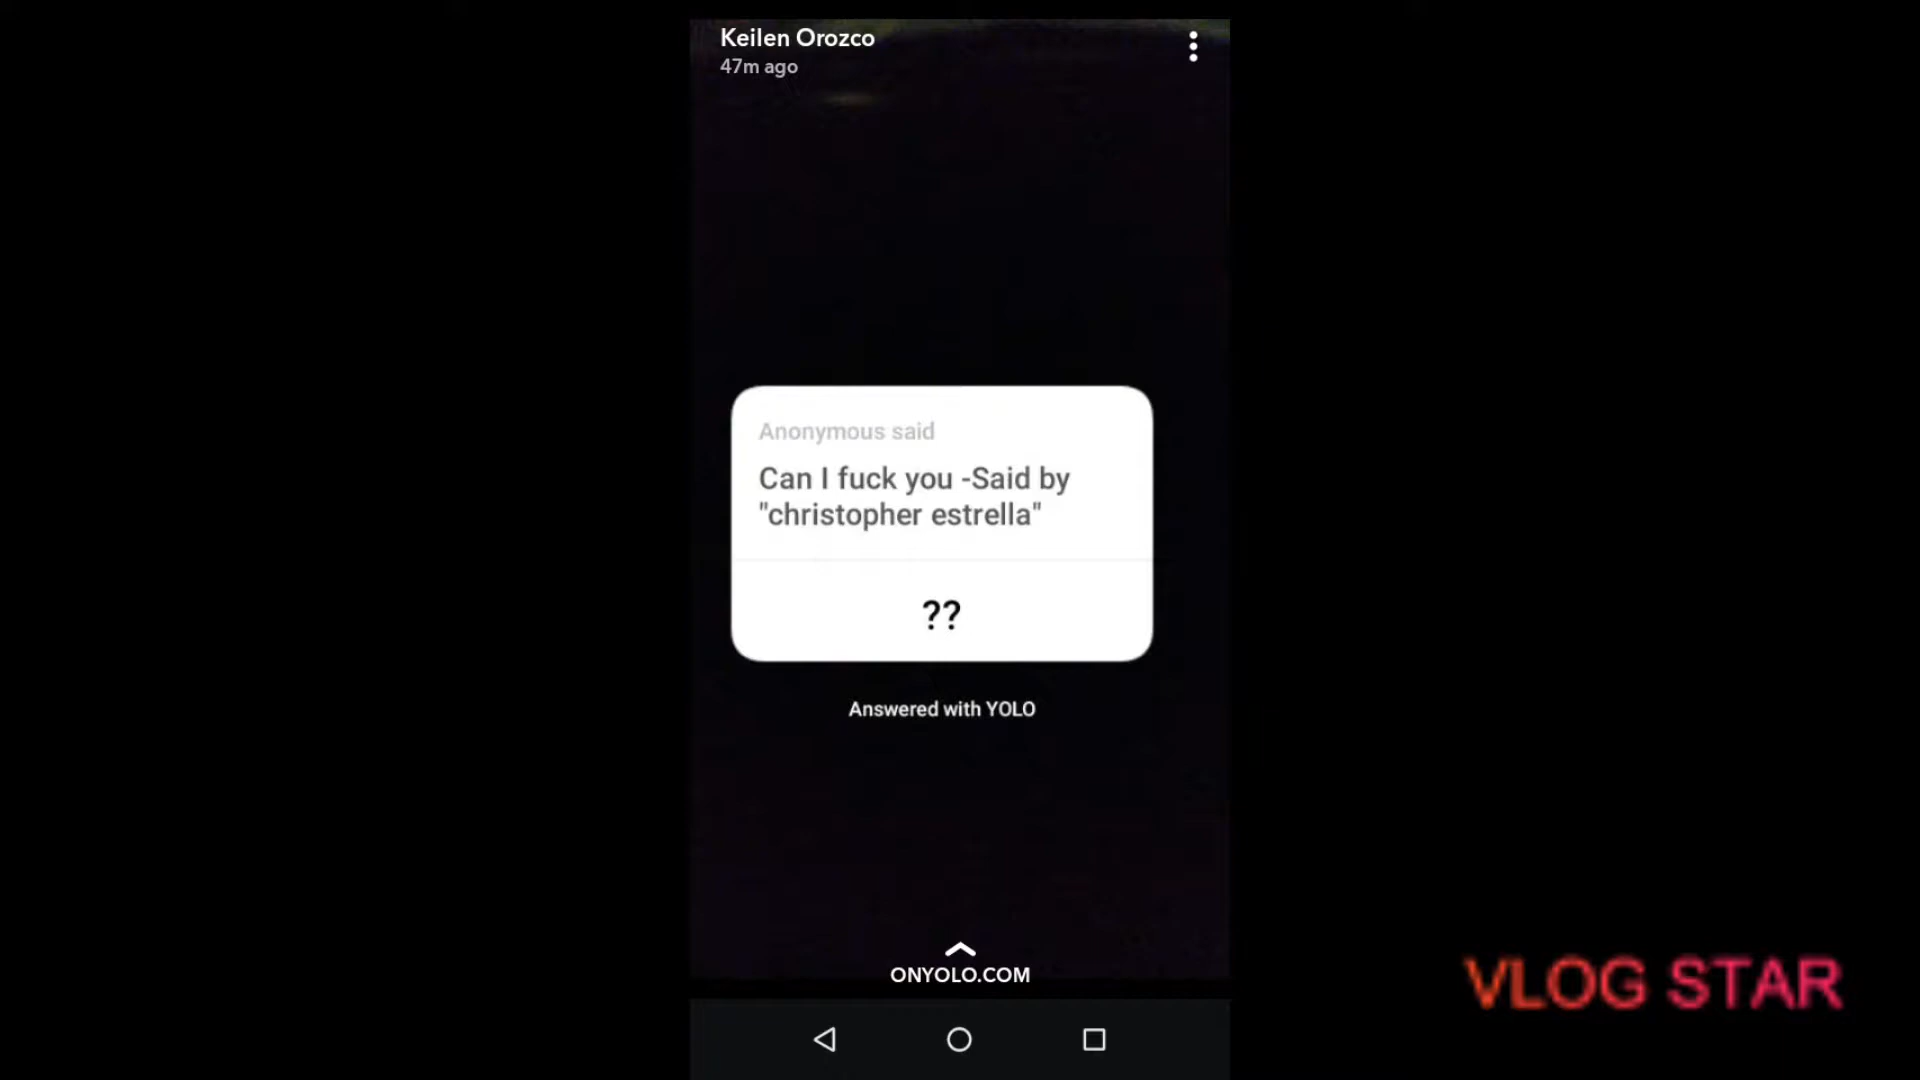 Keilen Orozco
47m ago
Anonymous said
Can I fuck you -Said by
"christopher estrella"
??
Answered with YOLO
ONYOLO.COM
VLOG STAR